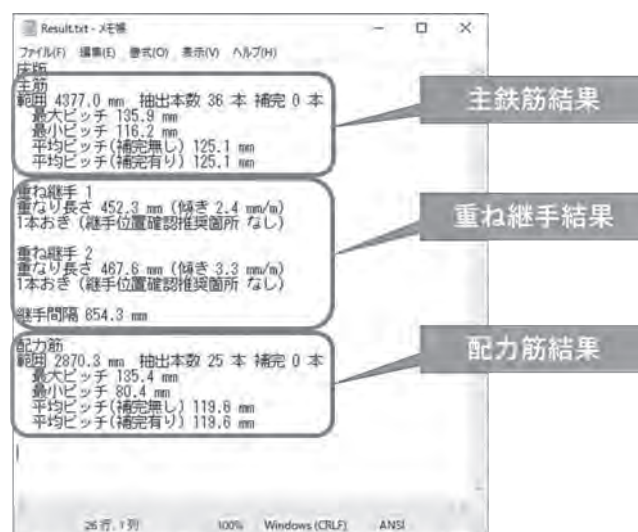 Result.txt - メモ帳
ファイル(F) 編集(E) 書式(O) 表示(V) ヘルプ(H)
床版
主筋
範囲 4377.0 mm 抽出本数 36 本 補完 0 本
最大ピッチ 135.9 mm
最小ピッチ 116.2 mm
平均ピッチ(補完無し) 125.1 mm
平均ピッチ(補完有り) 125.1 mm
主鉄筋結果
重ね継手 1
重なり長さ 452.3 mm (傾き 2.4 mm/m)
1本おき (継手位置確認推奨箇所 なし)
重ね継手 2
重なり長さ 467.6 mm (傾き 3.3 mm/m)
1本おき (継手位置確認推奨箇所 なし)
継手間隔 654.3 mm
重ね継手結果
配力筋
範囲 2870.3 mm 抽出本数 25 本 補完 0 本
最大ピッチ 135.4 mm
最小ピッチ 80.4 mm
平均ピッチ(補完無し) 119.6 mm
平均ピッチ(補完有り) 119.6 mm
配力筋結果
26 行, 1 列 100% Windows (CRLF) ANSI